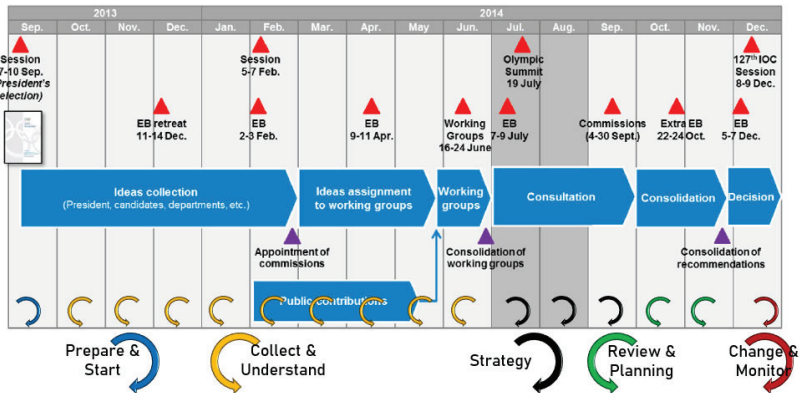 2013 2014
Sep. Oct. Nov. Dec. Jan. Feb. Mar. Apr. May Jun. Jul. Aug. Sep. Oct. Nov. Dec.
Session
7-10 Sep.
President's
election)
Session
5-7 Feb.
Olympic
Summit
19 July
127th IOC
Session
8-9 Dec.
EB retreat
11-14 Dec.
EB
2-3 Feb.
EB
9-11 Apr.
Working
Groups
16-24 June
EB
7-9 July
Commissions
(4-30 Sept.)
Extra EB
22-24 Oct.
EB
5-7 Dec.
Ideas collection
(President, candidates, departments, etc.)
Ideas assignment
to working groups
Working
groups
Consultation
Consolidation
Decision
Appointment of
commissions
Consolidation of
working groups
Consolidation of
recommendations
Public contributions
Prepare &
Start
Collect &
Understand
Strategy
Review &
Planning
Change &
Monitor